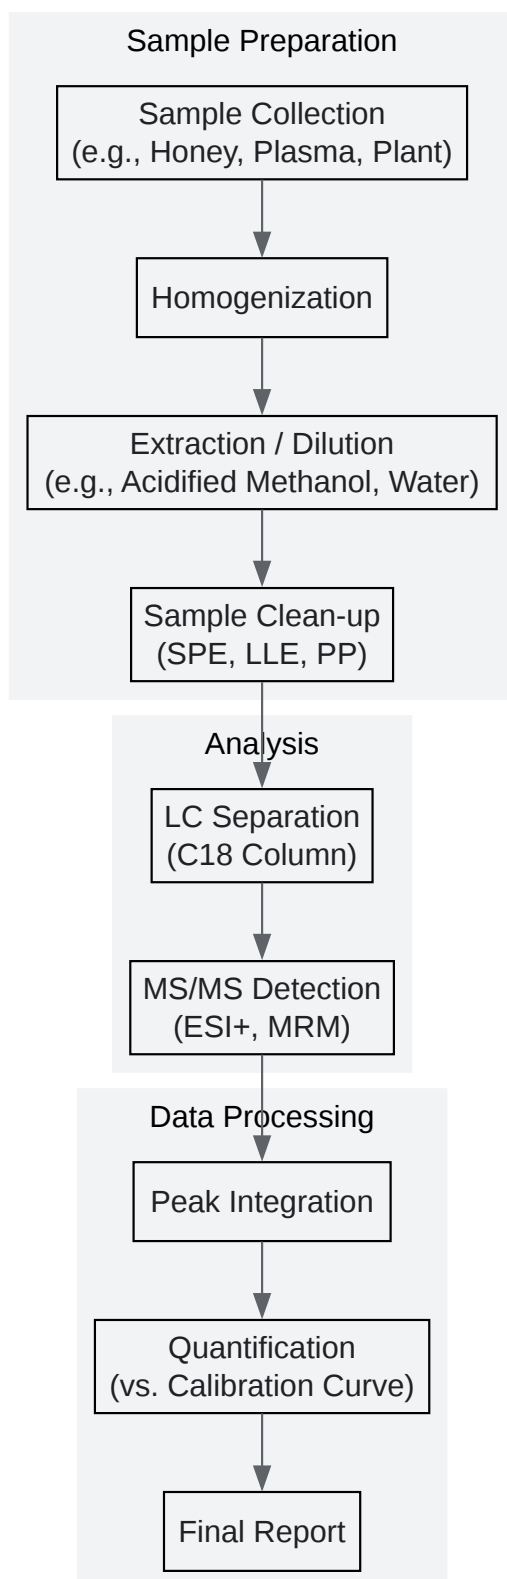 Sample Preparation
Sample Collection
(e.g., Honey, Plasma, Plant)
Homogenization
Extraction / Dilution
(e.g., Acidified Methanol, Water)
Sample Clean-up
(SPE, LLE, PP)
Analysis
LC Separation
(C18 Column)
MS/MS Detection
(ESI+, MRM)
Data Processing
Peak Integration
Quantification
(vs. Calibration Curve)
Final Report